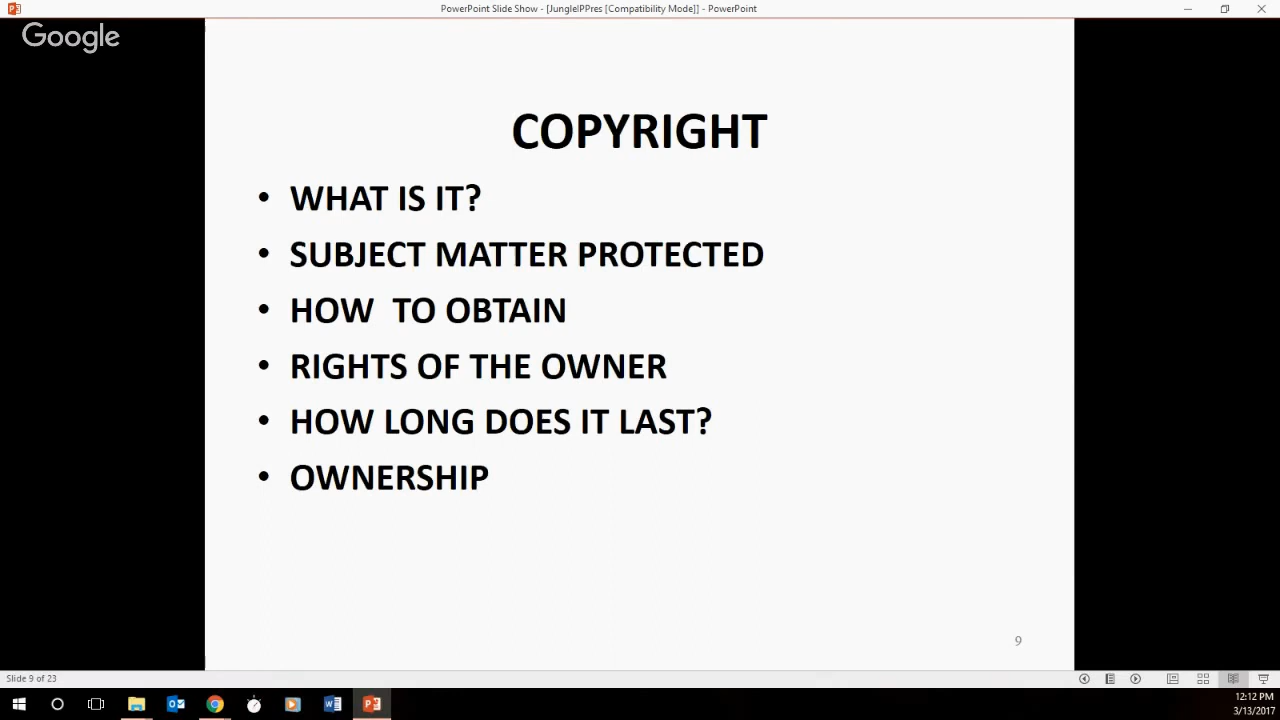 PowerPoint Slide Show - [JungleIPPres [Compatibility Mode]] - PowerPoint
Google
COPYRIGHT
• WHAT IS IT?
• SUBJECT MATTER PROTECTED
• HOW  TO OBTAIN
• RIGHTS OF THE OWNER
• HOW LONG DOES IT LAST?
• OWNERSHIP
9
Slide 9 of 23
12:12 PM
3/13/2017